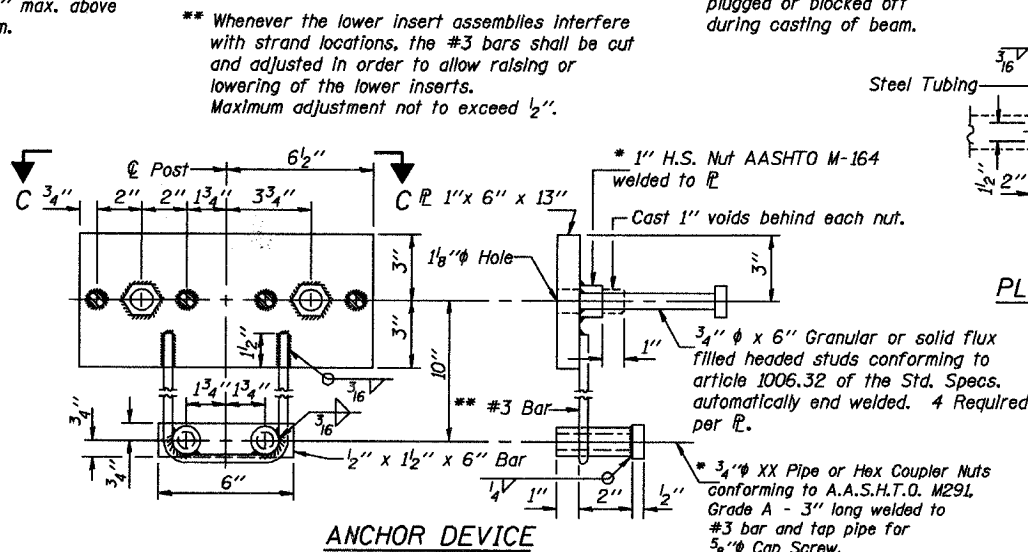 " max. above
m.
** Whenever the lower insert assemblies interfere
with strand locations, the #3 bars shall be cut
and adjusted in order to allow raising or
lowering of the lower inserts.
Maximum adjustment not to exceed 1/2".
plugged or blocked off
during casting of beam.
3/16
Steel Tubing
1 1/2"
2"
PL
C
℄ Post
6 1/2"
C
3/4"
2"
2"
1 3/4"
3 3/4"
3"
3"
1 1/2"
3/16
10"
1 3/4"
1 3/4"
3/16
3/4"
3/4"
6"
1/2" x 1 1/2" x 6" Bar
ANCHOR DEVICE
* 1" H.S. Nut AASHTO M-164
welded to ℙ
ℙ 1"x 6" x 13"
Cast 1" voids behind each nut.
1 1/8"ϕ Hole
3"
1"
3/4" ϕ x 6" Granular or solid flux
filled headed studs conforming to
article 1006.32 of the Std. Specs.
automatically end welded. 4 Required
per ℙ.
** #3 Bar
1/4
1"
2"
1/2"
* 3/4"ϕ XX Pipe or Hex Coupler Nuts
conforming to A.A.S.H.T.O. M291,
Grade A - 3" long welded to
#3 bar and tap pipe for
5/8"ϕ Cap Screw.